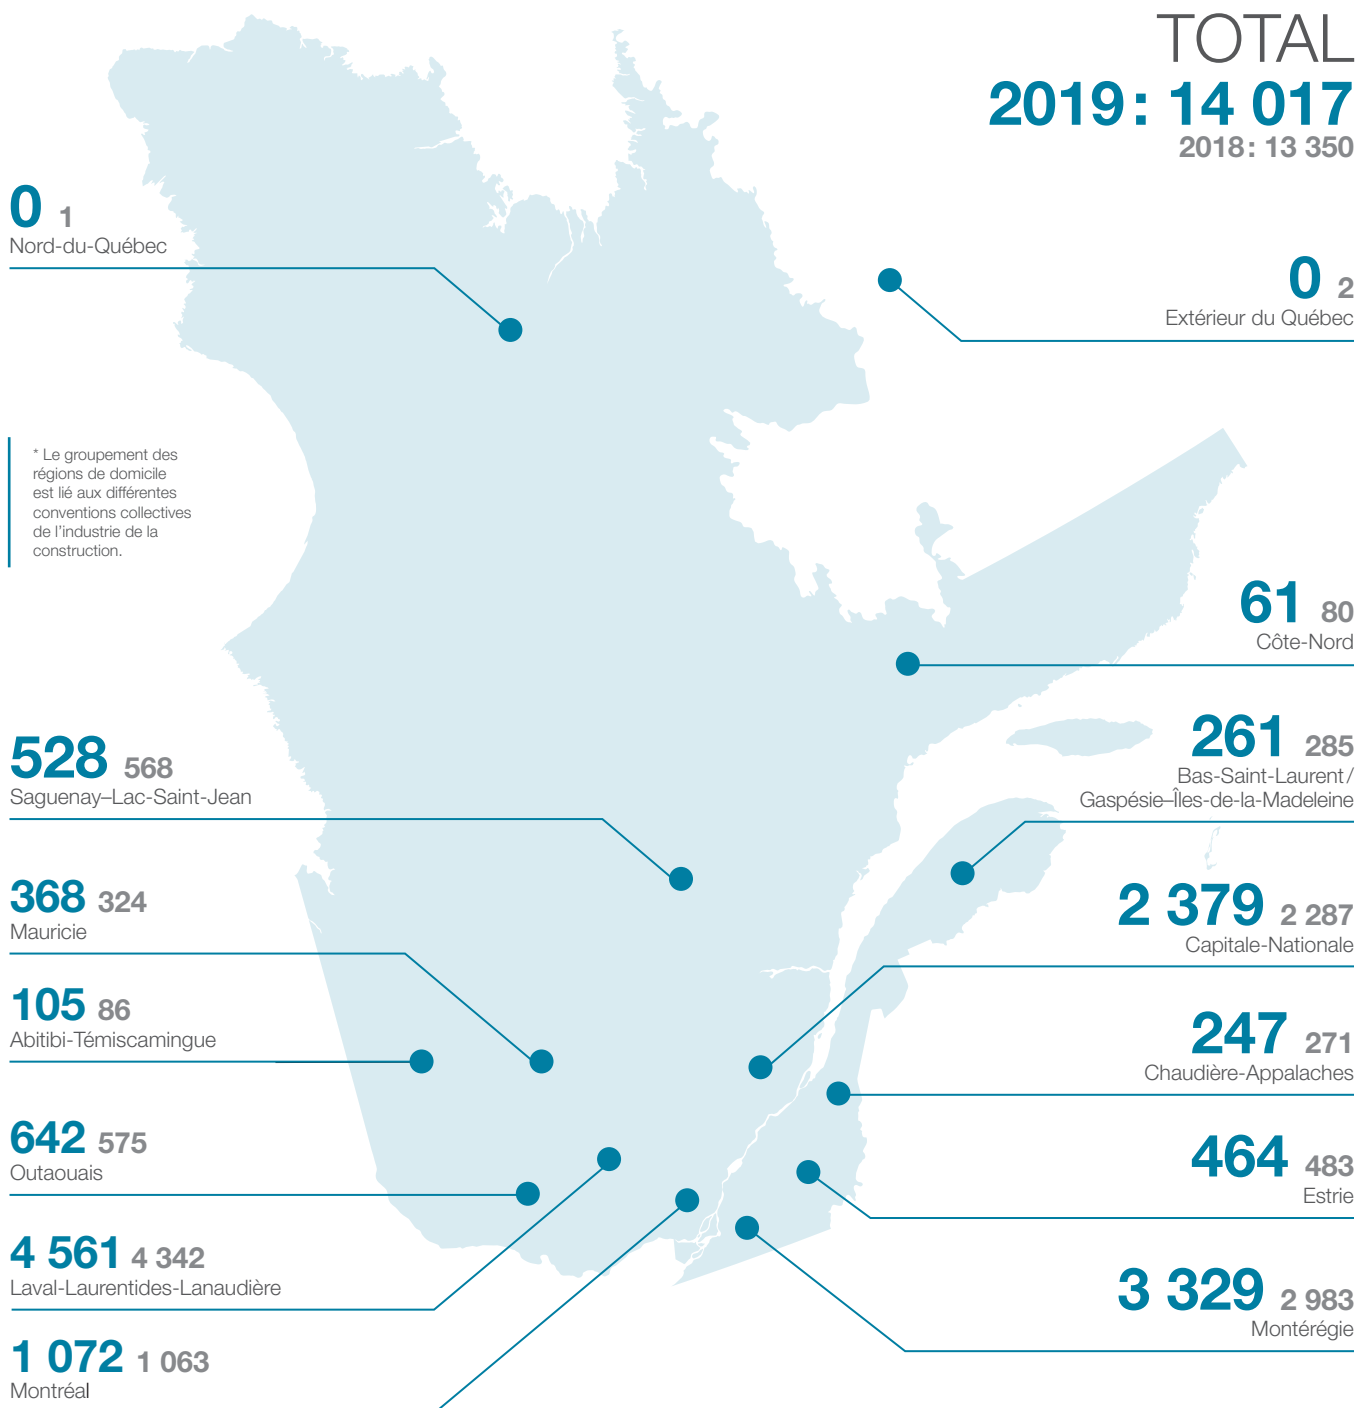 TOTAL
2019 : 14 017
2018 : 13 350
0 1
Nord-du-Québec
0 2
Extérieur du Québec
* Le groupement des
régions de domicile
est lié aux différentes
conventions collectives
de l'industrie de la
construction.
61 80
Côte-Nord
261 285
Bas-Saint-Laurent /
Gaspésie–Îles-de-la-Madeleine
528 568
Saguenay–Lac-Saint-Jean
368 324
Mauricie
2 379 2 287
Capitale-Nationale
105 86
Abitibi-Témiscamingue
247 271
Chaudière-Appalaches
642 575
Outaouais
464 483
Estrie
4 561 4 342
Laval-Laurentides-Lanaudière
3 329 2 983
Montérégie
1 072 1 063
Montréal